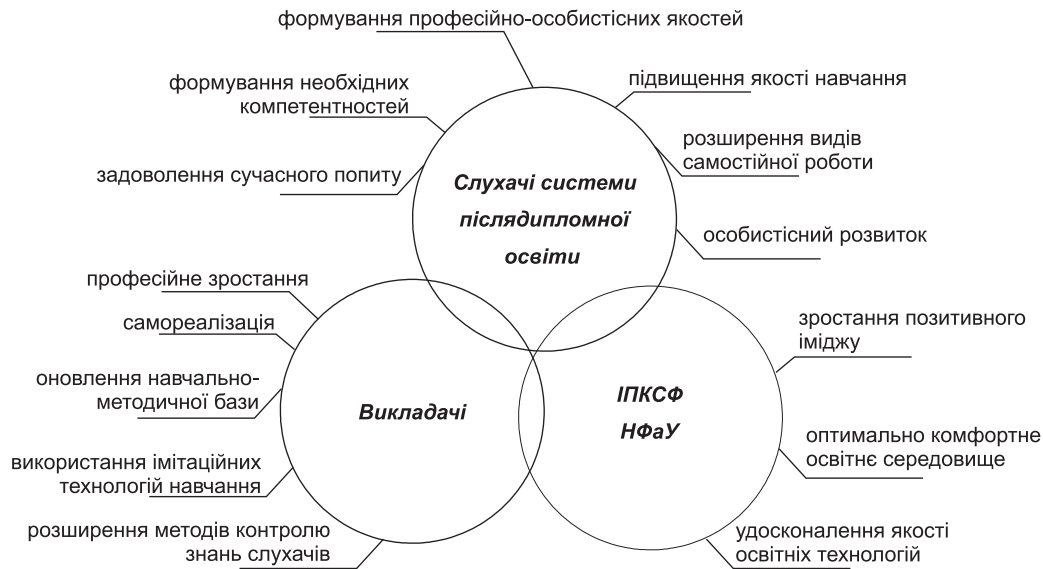 формування професійно-особистісних якостей
формування необхідних
компетентностей
задоволення сучасного попиту
підвищення якості навчання
розширення видів
самостійної роботи
особистісний розвиток
Слухачі системи
післядипломної
освіти
професійне зростання
самореалізація
оновлення навчально-
методичної бази
використання імітаційних
технологій навчання
розширення методів контролю
знань слухачів
Викладачі
ІПКСФ
НФаУ
зростання позитивного
іміджу
оптимально комфортне
освітнє середовище
удосконалення якості
освітніх технологій